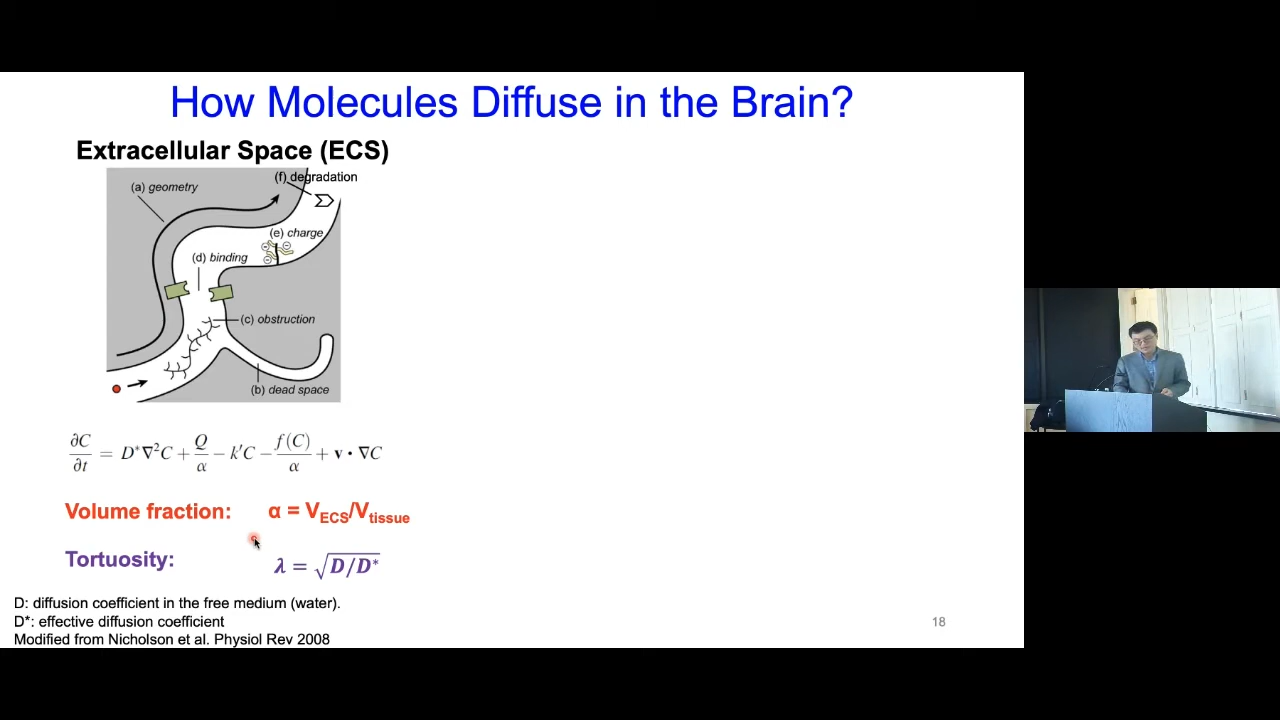 How Molecules Diffuse in the Brain?
Extracellular Space (ECS)
(f) degradation
(a) geometry
(e) charge
(d) binding
(c) obstruction
(b) dead space
∂C/∂t = D*∇²C + Q/α − k′C − f(C)/α + v • ∇C
Volume fraction: α = V_ECS/V_tissue
Tortuosity: λ = √D/D*
D: diffusion coefficient in the free medium (water).
D*: effective diffusion coefficient
Modified from Nicholson et al. Physiol Rev 2008
18